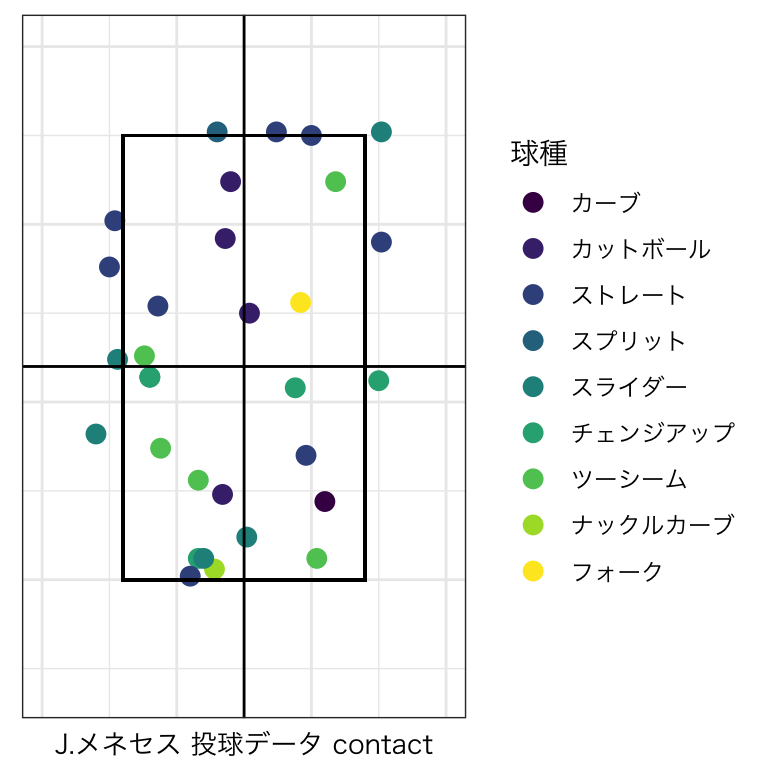 球種
カーブ
カットボール
ストレート
スプリット
スライダー
チェンジアップ
ツーシーム
ナックルカーブ
フォーク
J.メネセス 投球データ contact